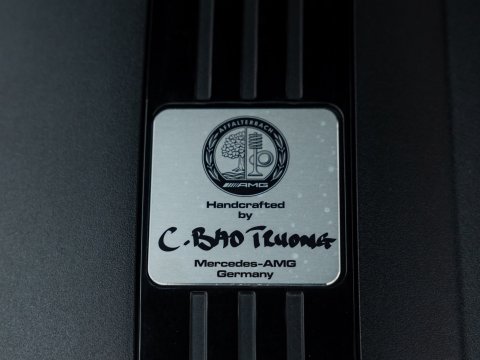 AFFALTERBACH
AMG
Handcrafted
by
C. BAO TRUONG
Mercedes-AMG
Germany